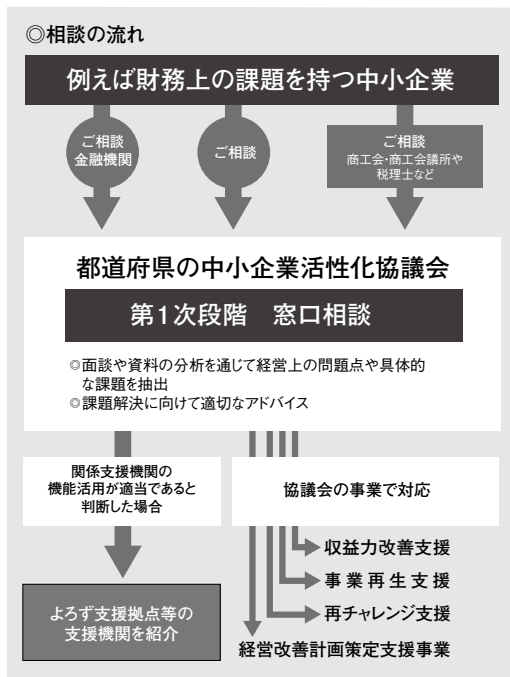 ◎相談の流れ
例えば財務上の課題を持つ中小企業
ご相談
金融機関
ご相談
ご相談
商工会・商工会議所や
税理士など
都道府県の中小企業活性化協議会
第1次段階　窓口相談
◎面談や資料の分析を通じて経営上の問題点や具体的
な課題を抽出
◎課題解決に向けて適切なアドバイス
関係支援機関の
機能活用が適当であると
判断した場合
よろず支援拠点等の
支援機関を紹介
協議会の事業で対応
収益力改善支援
事業再生支援
再チャレンジ支援
経営改善計画策定支援事業